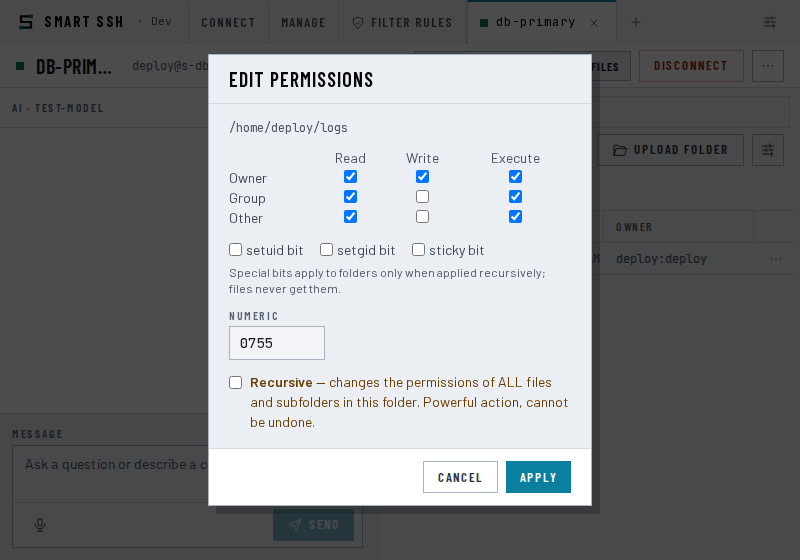 SMART SSH · Dev CONNECT MANAGE FILTER RULES db-primary × +
DB-PRIM... deploy@s-db FILES DISCONNECT ...
AI · TEST-MODEL
EDIT PERMISSIONS
/home/deploy/logs
Read Write Execute
Owner
Group
Other
setuid bit setgid bit sticky bit
Special bits apply to folders only when applied recursively;
files never get them.
NUMERIC
0755
Recursive — changes the permissions of ALL files
and subfolders in this folder. Powerful action, cannot
be undone.
CANCEL APPLY
UPLOAD FOLDER
OWNER
deploy:deploy ...
MESSAGE
Ask a question or describe a c
SEND